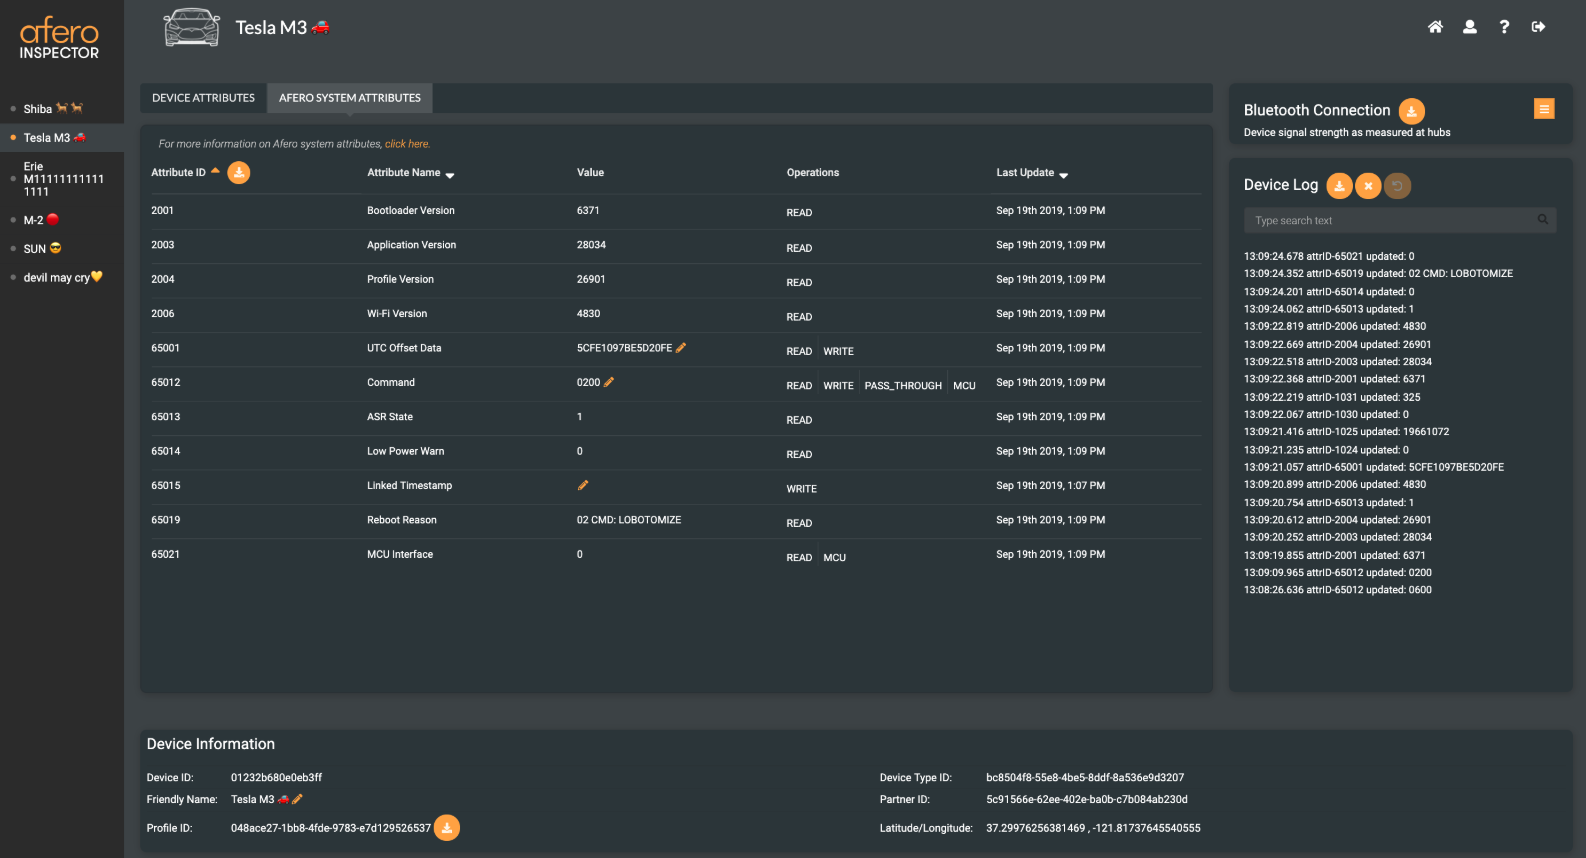 afero
INSPECTOR
Shiba 🐕🐕
Tesla M3 🚗
Erie
M11111111111
1111
M-2 🔴
SUN 😎
devil may cry💛
Tesla M3 🚗
DEVICE ATTRIBUTES AFERO SYSTEM ATTRIBUTES
For more information on Afero system attributes, click here.
Attribute ID Attribute Name Value Operations Last Update
2001 Bootloader Version 6371 READ Sep 19th 2019, 1:09 PM
2003 Application Version 28034 READ Sep 19th 2019, 1:09 PM
2004 Profile Version 26901 READ Sep 19th 2019, 1:09 PM
2006 Wi-Fi Version 4830 READ Sep 19th 2019, 1:09 PM
65001 UTC Offset Data 5CFE1097BE5D20FE READ WRITE Sep 19th 2019, 1:09 PM
65012 Command 0200 READ WRITE PASS_THROUGH MCU Sep 19th 2019, 1:09 PM
65013 ASR State 1 READ Sep 19th 2019, 1:09 PM
65014 Low Power Warn 0 READ Sep 19th 2019, 1:09 PM
65015 Linked Timestamp WRITE Sep 19th 2019, 1:07 PM
65019 Reboot Reason 02 CMD: LOBOTOMIZE READ Sep 19th 2019, 1:09 PM
65021 MCU Interface 0 READ MCU Sep 19th 2019, 1:09 PM
Bluetooth Connection
Device signal strength as measured at hubs
Device Log
Type search text
13:09:24.678 attrID-65021 updated: 0
13:09:24.352 attrID-65019 updated: 02 CMD: LOBOTOMIZE
13:09:24.201 attrID-65014 updated: 0
13:09:24.062 attrID-65013 updated: 1
13:09:22.819 attrID-2006 updated: 4830
13:09:22.669 attrID-2004 updated: 26901
13:09:22.518 attrID-2003 updated: 28034
13:09:22.368 attrID-2001 updated: 6371
13:09:22.219 attrID-1031 updated: 325
13:09:22.067 attrID-1030 updated: 0
13:09:21.416 attrID-1025 updated: 19661072
13:09:21.235 attrID-1024 updated: 0
13:09:21.057 attrID-65001 updated: 5CFE1097BE5D20FE
13:09:20.899 attrID-2006 updated: 4830
13:09:20.754 attrID-65013 updated: 1
13:09:20.612 attrID-2004 updated: 26901
13:09:20.252 attrID-2003 updated: 28034
13:09:19.855 attrID-2001 updated: 6371
13:09:09.965 attrID-65012 updated: 0200
13:08:26.636 attrID-65012 updated: 0600
Device Information
Device ID: 01232b680e0eb3ff
Friendly Name: Tesla M3 🚗
Profile ID: 048ace27-1bb8-4fde-9783-e7d129526537
Device Type ID: bc8504f8-55e8-4be5-8ddf-8a536e9d3207
Partner ID: 5c91566e-62ee-402e-ba0b-c7b084ab230d
Latitude/Longitude: 37.29976256381469 , -121.81737645540555